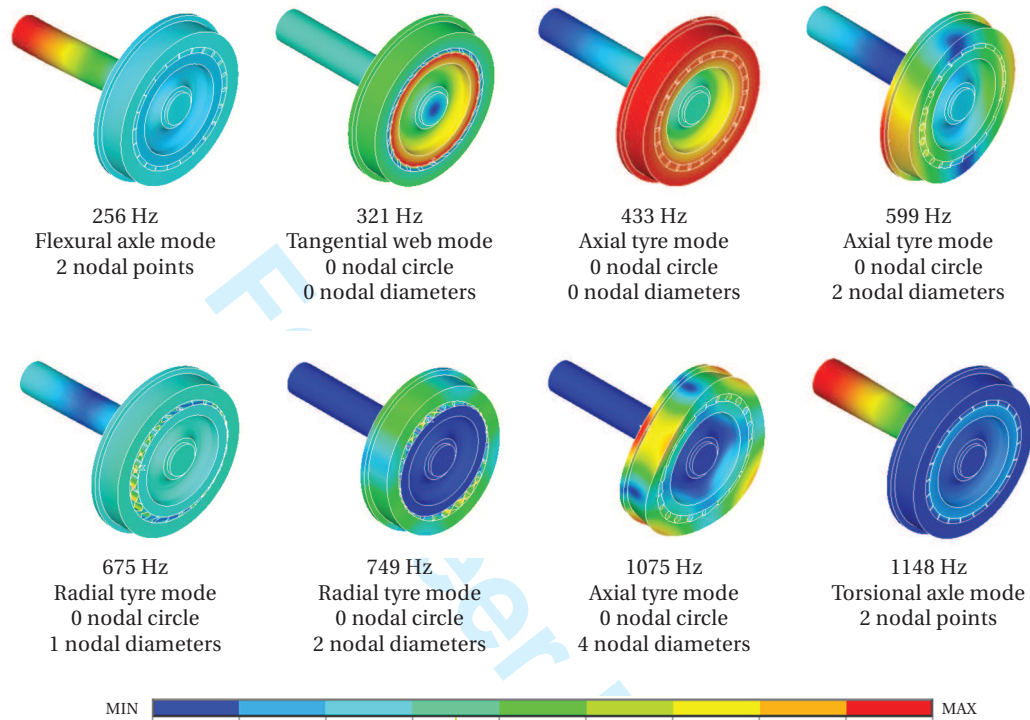 256 Hz
Flexural axle mode
2 nodal points
321 Hz
Tangential web mode
0 nodal circle
0 nodal diameters
433 Hz
Axial tyre mode
0 nodal circle
0 nodal diameters
599 Hz
Axial tyre mode
0 nodal circle
2 nodal diameters
675 Hz
Radial tyre mode
0 nodal circle
1 nodal diameters
749 Hz
Radial tyre mode
0 nodal circle
2 nodal diameters
1075 Hz
Axial tyre mode
0 nodal circle
4 nodal diameters
1148 Hz
Torsional axle mode
2 nodal points
MIN
MAX